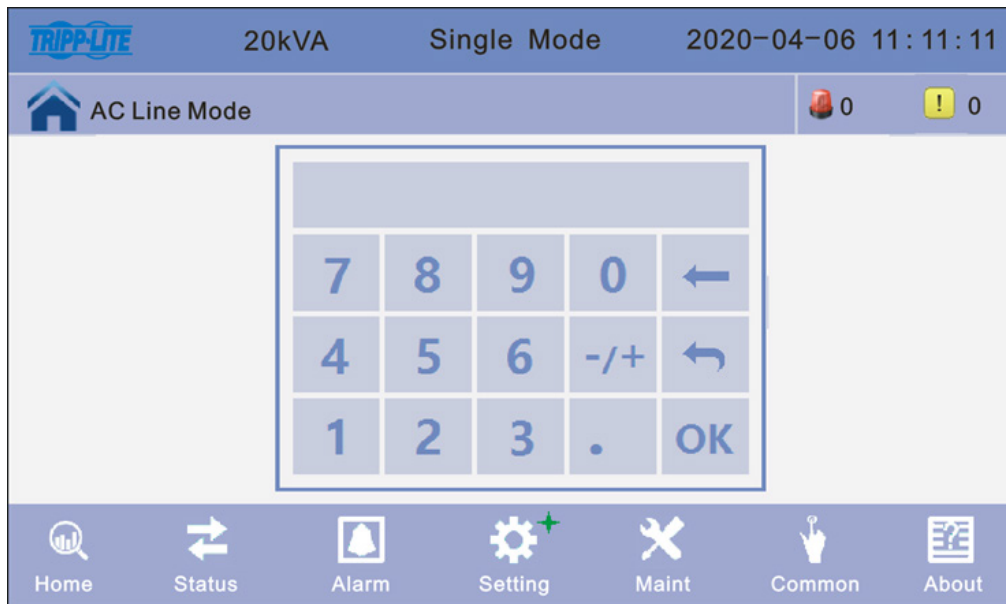 TRIPP·LITE 20kVA Single Mode 2020-04-06 11:11:11
AC Line Mode 0 ! 0
7 8 9 0 ←
4 5 6 -/+ ↰
1 2 3 . OK
Home Status Alarm Setting Maint Common About